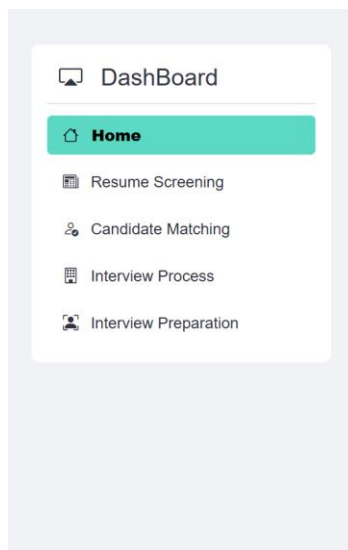 DashBoard
Home
Resume Screening
Candidate Matching
Interview Process
Interview Preparation